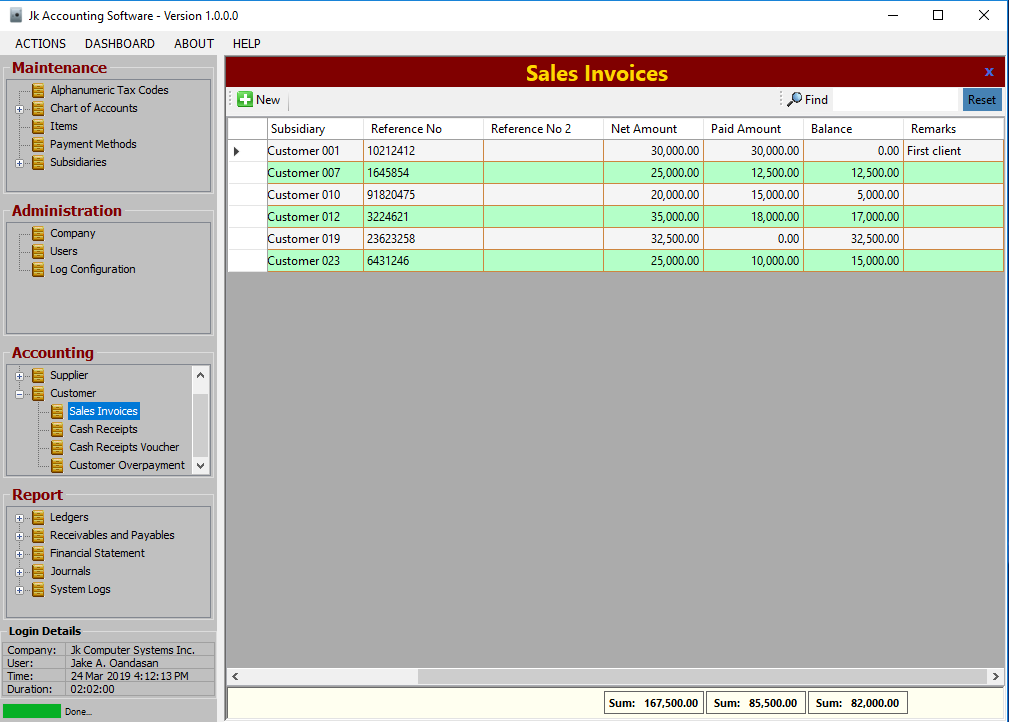 Jk Accounting Software - Version 1.0.0.0
ACTIONS DASHBOARD ABOUT HELP
Maintenance
Alphanumeric Tax Codes
Chart of Accounts
Items
Payment Methods
Subsidiaries
Administration
Company
Users
Log Configuration
Accounting
Supplier
Customer
Sales Invoices
Cash Receipts
Cash Receipts Voucher
Customer Overpayment
Report
Ledgers
Receivables and Payables
Financial Statement
Journals
System Logs
Login Details
Company: Jk Computer Systems Inc.
User: Jake A. Oandasan
Time: 24 Mar 2019 4:12:13 PM
Duration: 02:02:00
Done...
Sales Invoices x
New Find Reset
Subsidiary Reference No Reference No 2 Net Amount Paid Amount Balance Remarks
Customer 001 10212412 30,000.00 30,000.00 0.00 First client
Customer 007 1645854 25,000.00 12,500.00 12,500.00
Customer 010 91820475 20,000.00 15,000.00 5,000.00
Customer 012 3224621 35,000.00 18,000.00 17,000.00
Customer 019 23623258 32,500.00 0.00 32,500.00
Customer 023 6431246 25,000.00 10,000.00 15,000.00
Sum: 167,500.00 Sum: 85,500.00 Sum: 82,000.00